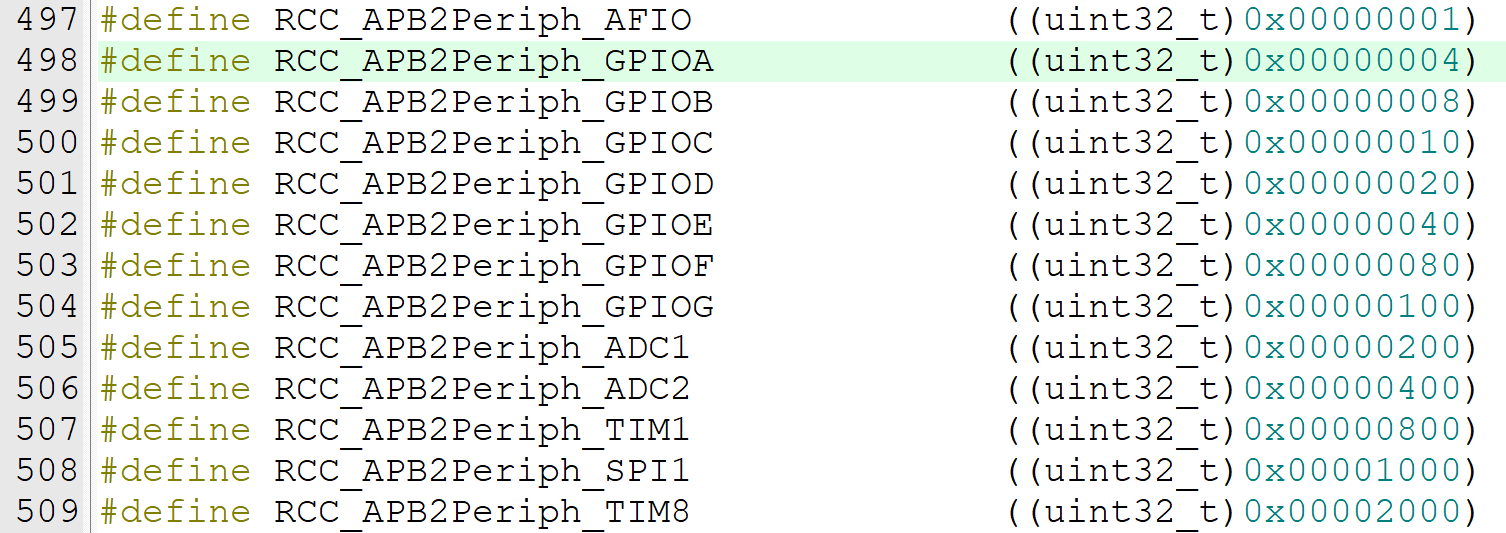 497 #define RCC_APB2Periph_AFIO ((uint32_t)0x00000001)
498 #define RCC_APB2Periph_GPIOA ((uint32_t)0x00000004)
499 #define RCC_APB2Periph_GPIOB ((uint32_t)0x00000008)
500 #define RCC_APB2Periph_GPIOC ((uint32_t)0x00000010)
501 #define RCC_APB2Periph_GPIOD ((uint32_t)0x00000020)
502 #define RCC_APB2Periph_GPIOE ((uint32_t)0x00000040)
503 #define RCC_APB2Periph_GPIOF ((uint32_t)0x00000080)
504 #define RCC_APB2Periph_GPIOG ((uint32_t)0x00000100)
505 #define RCC_APB2Periph_ADC1 ((uint32_t)0x00000200)
506 #define RCC_APB2Periph_ADC2 ((uint32_t)0x00000400)
507 #define RCC_APB2Periph_TIM1 ((uint32_t)0x00000800)
508 #define RCC_APB2Periph_SPI1 ((uint32_t)0x00001000)
509 #define RCC_APB2Periph_TIM8 ((uint32_t)0x00002000)